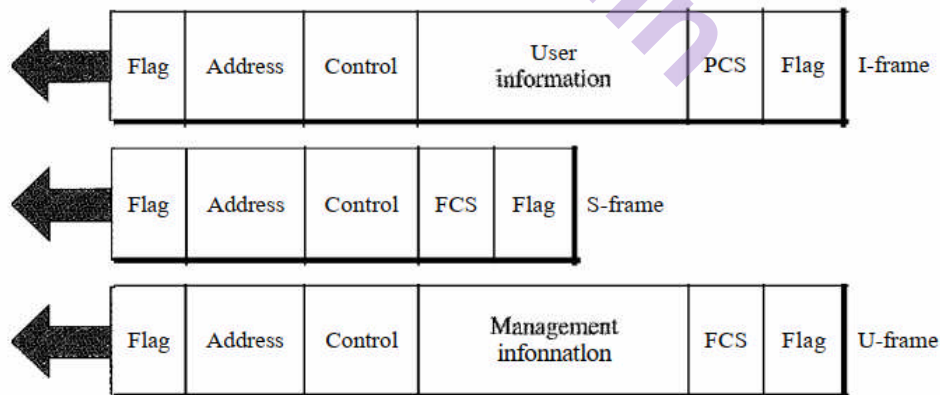 Flag Address Control User information PCS Flag I-frame
Flag Address Control FCS Flag S-frame
Flag Address Control Management infonnatlon FCS Flag U-frame